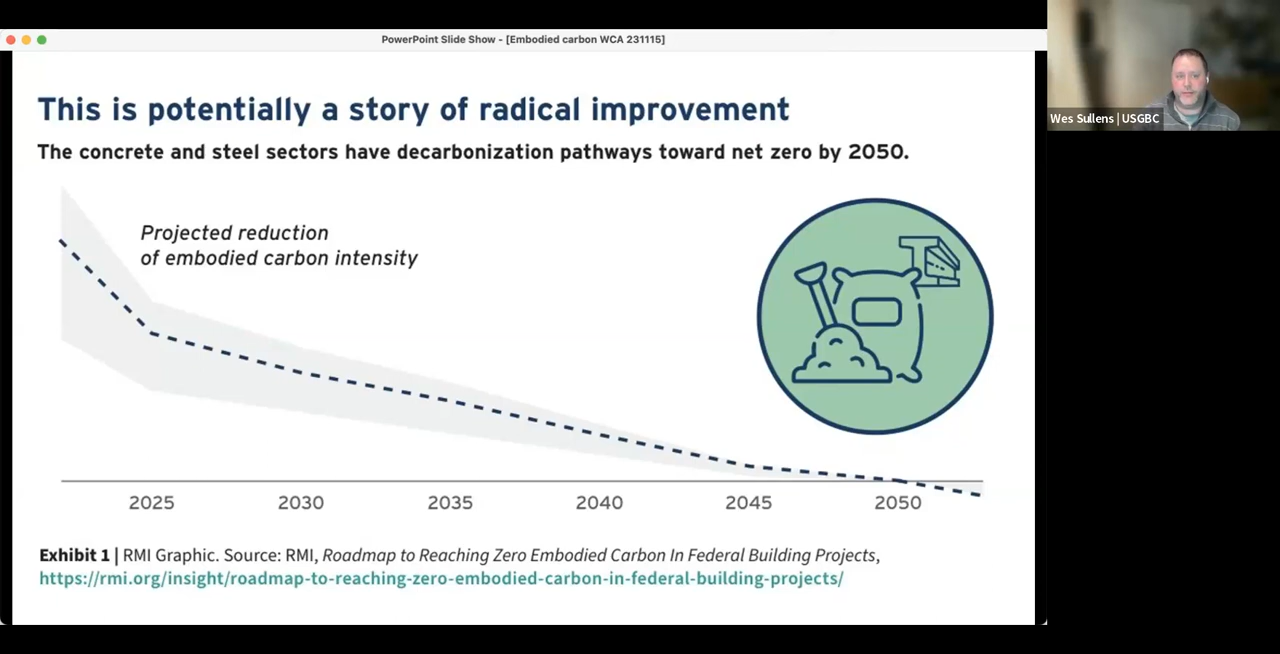 PowerPoint Slide Show - [Embodied carbon WCA 231115]
This is potentially a story of radical improvement
The concrete and steel sectors have decarbonization pathways toward net zero by 2050.
Projected reduction
of embodied carbon intensity
2025 2030 2035 2040 2045 2050
Exhibit 1 | RMI Graphic. Source: RMI, Roadmap to Reaching Zero Embodied Carbon In Federal Building Projects,
https://rmi.org/insight/roadmap-to-reaching-zero-embodied-carbon-in-federal-building-projects/
Wes Sullens | USGBC